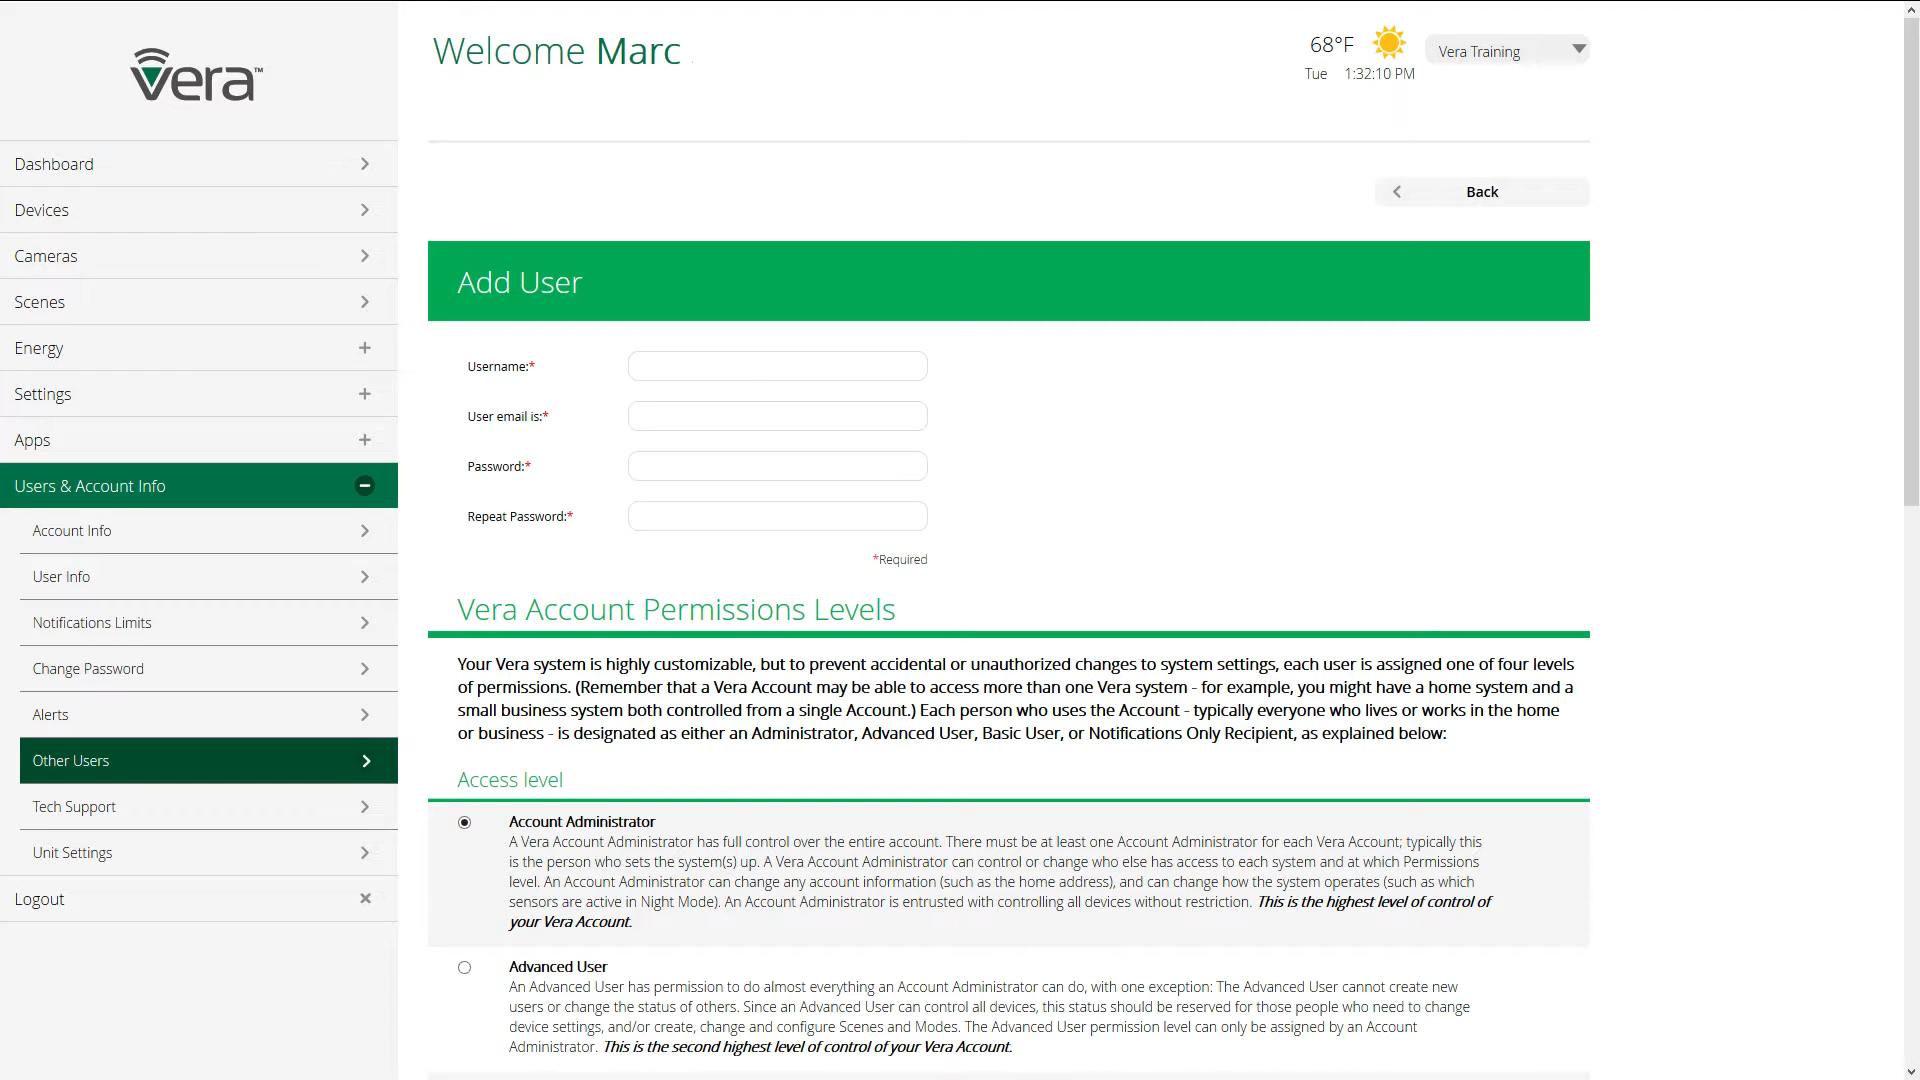 vera™
Welcome Marc
68°F
Tue 1:32:10 PM
Vera Training
Dashboard
Devices
Cameras
Scenes
Energy
Settings
Apps
Users & Account Info
Account Info
User Info
Notifications Limits
Change Password
Alerts
Other Users
Tech Support
Unit Settings
Logout
Back
Add User
Username:*
User email is:*
Password:*
Repeat Password:*
*Required
Vera Account Permissions Levels
Your Vera system is highly customizable, but to prevent accidental or unauthorized changes to system settings, each user is assigned one of four levels
of permissions. (Remember that a Vera Account may be able to access more than one Vera system - for example, you might have a home system and a
small business system both controlled from a single Account.) Each person who uses the Account - typically everyone who lives or works in the home
or business - is designated as either an Administrator, Advanced User, Basic User, or Notifications Only Recipient, as explained below:
Access level
Account Administrator
A Vera Account Administrator has full control over the entire account. There must be at least one Account Administrator for each Vera Account; typically this
is the person who sets the system(s) up. A Vera Account Administrator can control or change who else has access to each system and at which Permissions
level. An Account Administrator can change any account information (such as the home address), and can change how the system operates (such as which
sensors are active in Night Mode). An Account Administrator is entrusted with controlling all devices without restriction. This is the highest level of control of
your Vera Account.
Advanced User
An Advanced User has permission to do almost everything an Account Administrator can do, with one exception: The Advanced User cannot create new
users or change the status of others. Since an Advanced User can control all devices, this status should be reserved for those people who need to change
device settings, and/or create, change and configure Scenes and Modes. The Advanced User permission level can only be assigned by an Account
Administrator. This is the second highest level of control of your Vera Account.